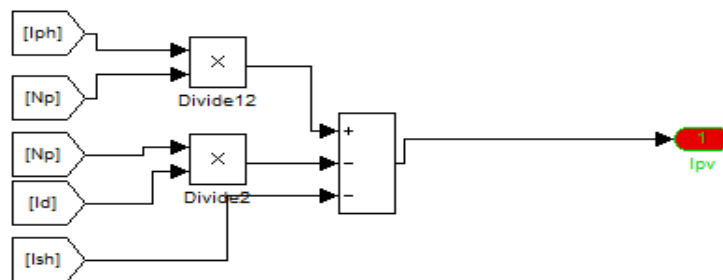 [Iph]
×
[Np]
Divide12
+
1
[Np]
×
−
Ipv
[Id]
Divide2
−
[Ish]